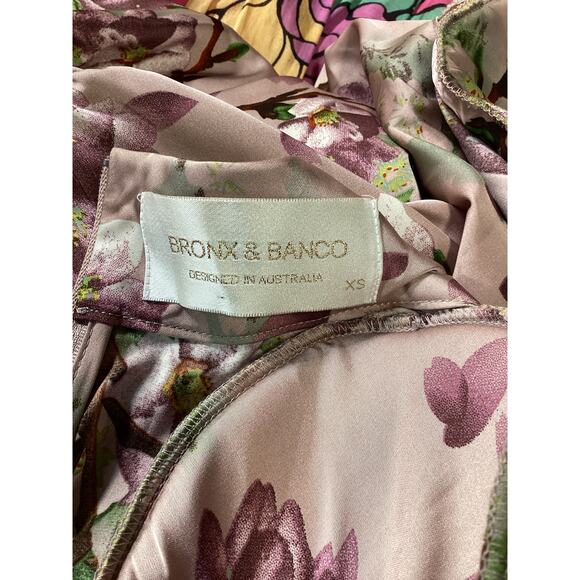 BRONX & BANCO
DESIGNED IN AUSTRALIA
XS